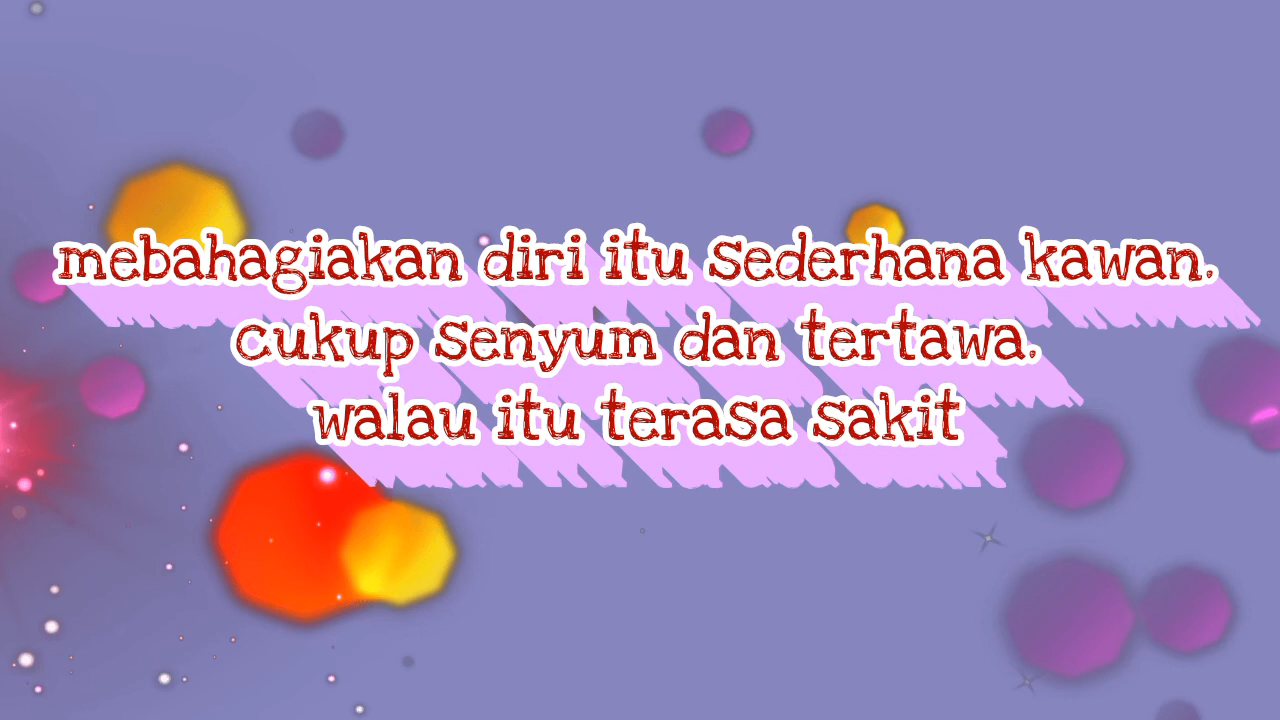 mebahagiakan diri itu sederhana kawan.
cukup senyum dan tertawa.
walau itu terasa sakit